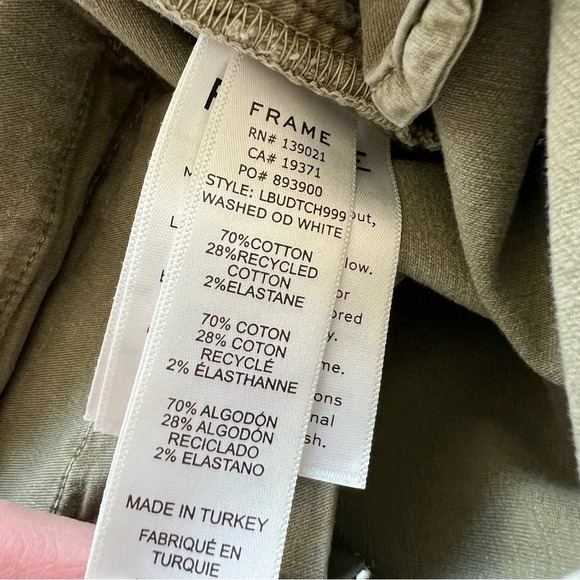 FRAME
RN# 139021
CA# 19371
PO# 893900
STYLE: LBUDTCH999
WASHED OD WHITE
70%COTTON
28%RECYCLED
COTTON
2%ELASTANE
70% COTON
28% COTON
RECYCLÉ
2% ÉLASTHANNE
70% ALGODÓN
28% ALGODÓN
RECICLADO
2% ELASTANO
MADE IN TURKEY
FABRIQUÉ EN
TURQUIE